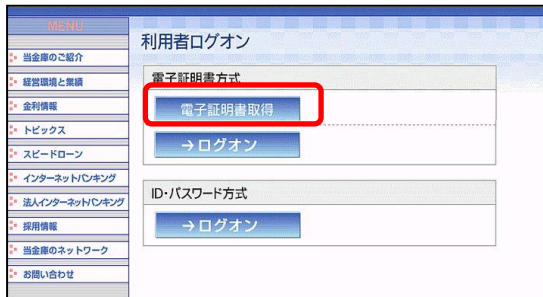 MENU
当金庫のご紹介
経営環境と業績
金利情報
トピックス
スピードローン
インターネットバンキング
法人インターネットバンキング
採用情報
当金庫のネットワーク
お問い合わせ
利用者ログオン
電子証明書方式
電子証明書取得
→ログオン
ID・パスワード方式
→ログオン